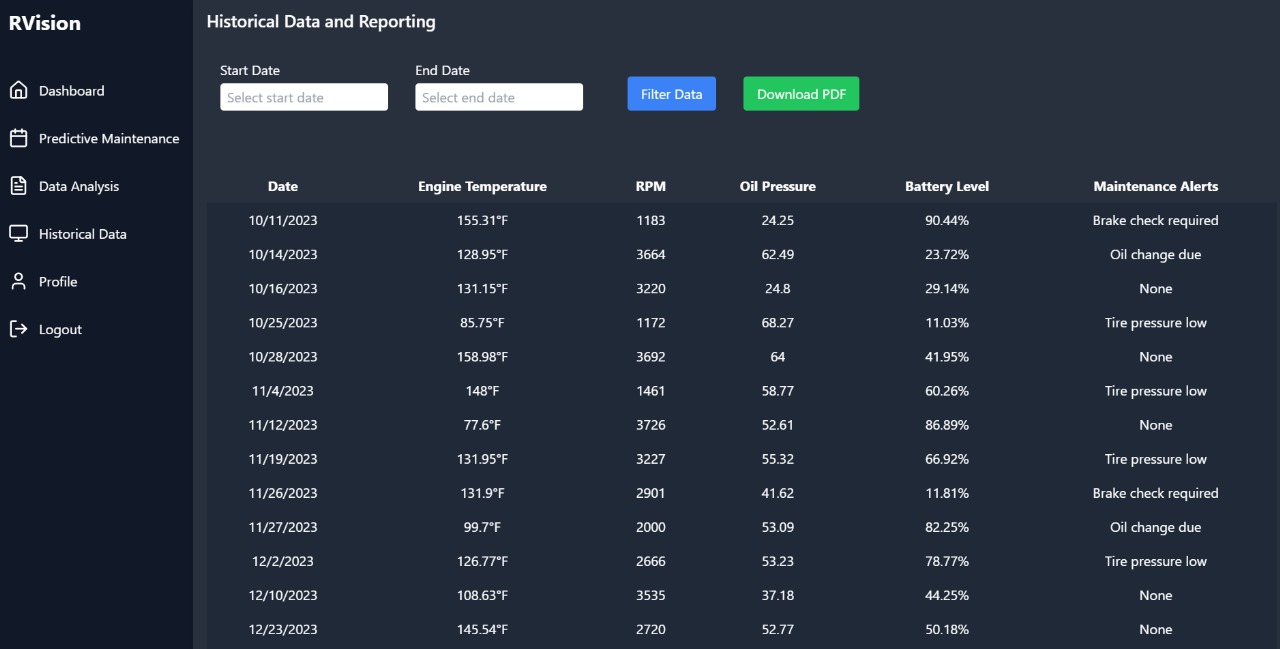 RVision
Dashboard
Predictive Maintenance
Data Analysis
Historical Data
Profile
Logout
Historical Data and Reporting
Start Date End Date
Select start date Select end date Filter Data Download PDF
Date Engine Temperature RPM Oil Pressure Battery Level Maintenance Alerts
10/11/2023 155.31°F 1183 24.25 90.44% Brake check required
10/14/2023 128.95°F 3664 62.49 23.72% Oil change due
10/16/2023 131.15°F 3220 24.8 29.14% None
10/25/2023 85.75°F 1172 68.27 11.03% Tire pressure low
10/28/2023 158.98°F 3692 64 41.95% None
11/4/2023 148°F 1461 58.77 60.26% Tire pressure low
11/12/2023 77.6°F 3726 52.61 86.89% None
11/19/2023 131.95°F 3227 55.32 66.92% Tire pressure low
11/26/2023 131.9°F 2901 41.62 11.81% Brake check required
11/27/2023 99.7°F 2000 53.09 82.25% Oil change due
12/2/2023 126.77°F 2666 53.23 78.77% Tire pressure low
12/10/2023 108.63°F 3535 37.18 44.25% None
12/23/2023 145.54°F 2720 52.77 50.18% None